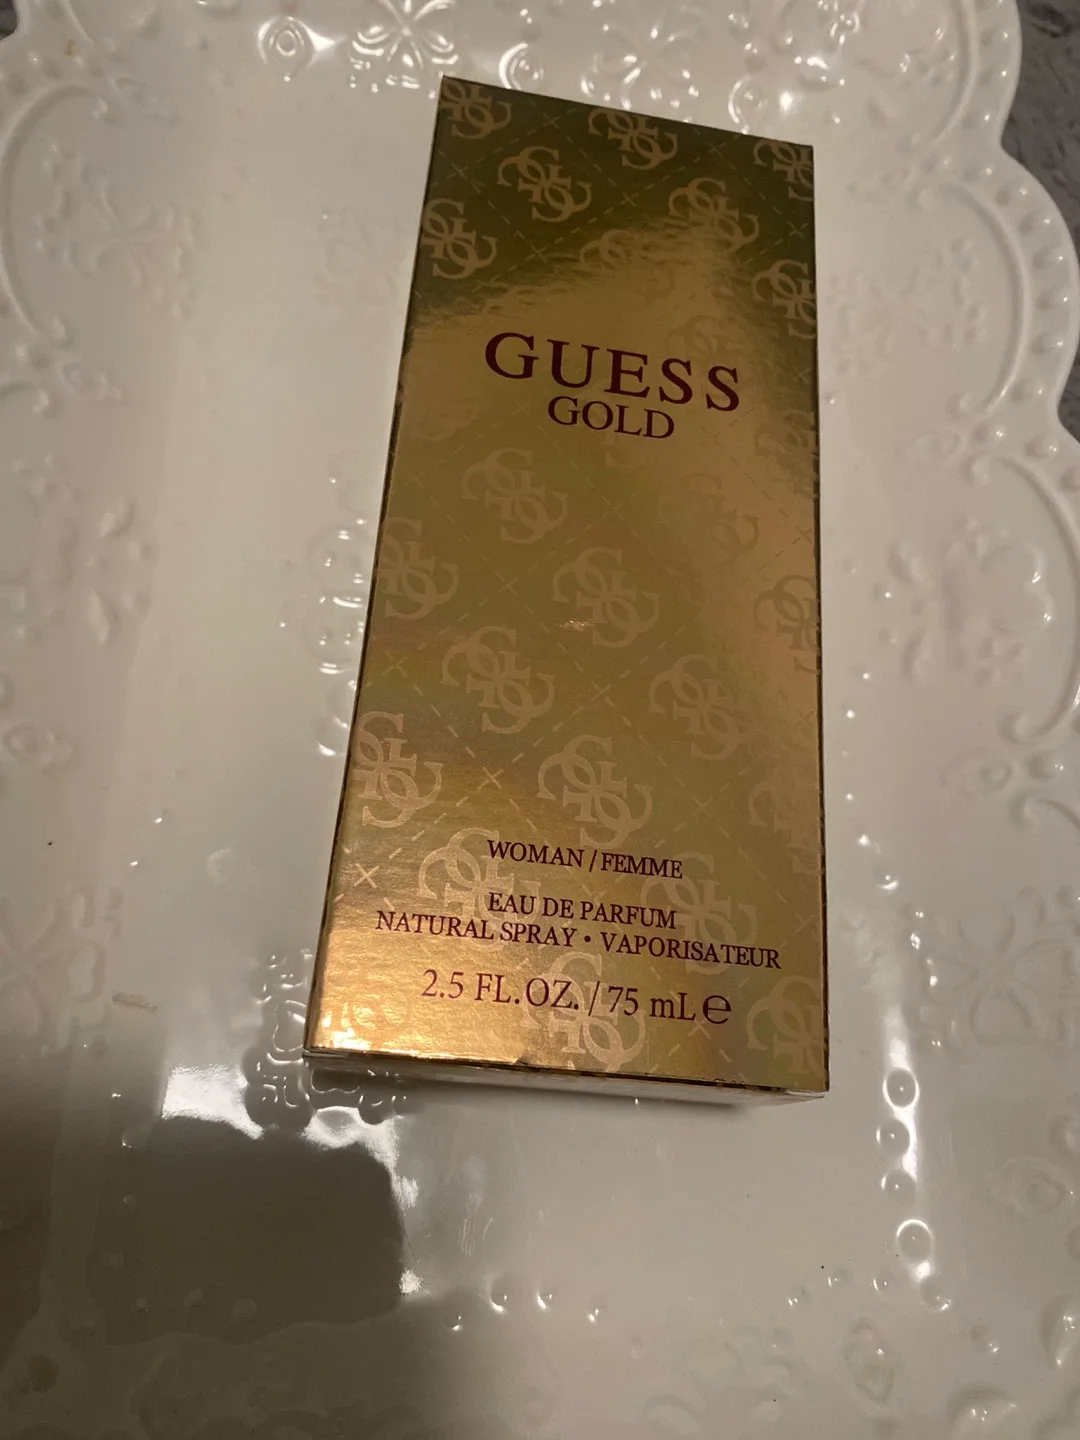 GUESS
GOLD
WOMAN / FEMME
EAU DE PARFUM
NATURAL SPRAY • VAPORISATEUR
2.5 FL.OZ. / 75 mL ℮